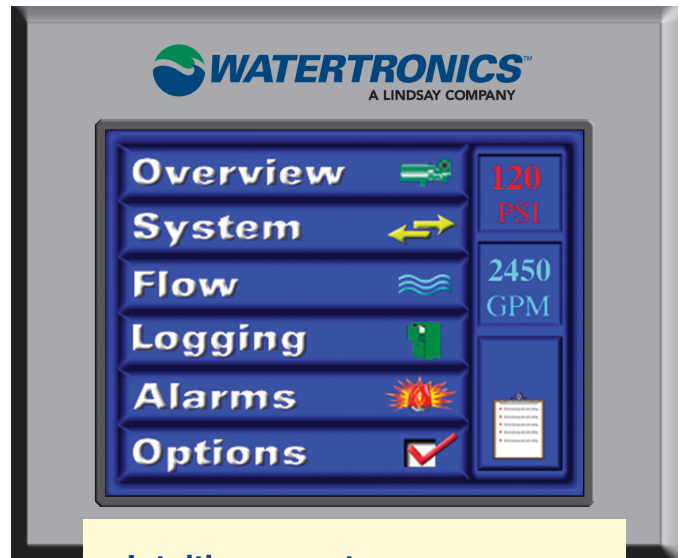 WATERTRONICS™
A LINDSAY COMPANY
Overview
System
Flow
Logging
Alarms
Options
120
PSI
2450
GPM